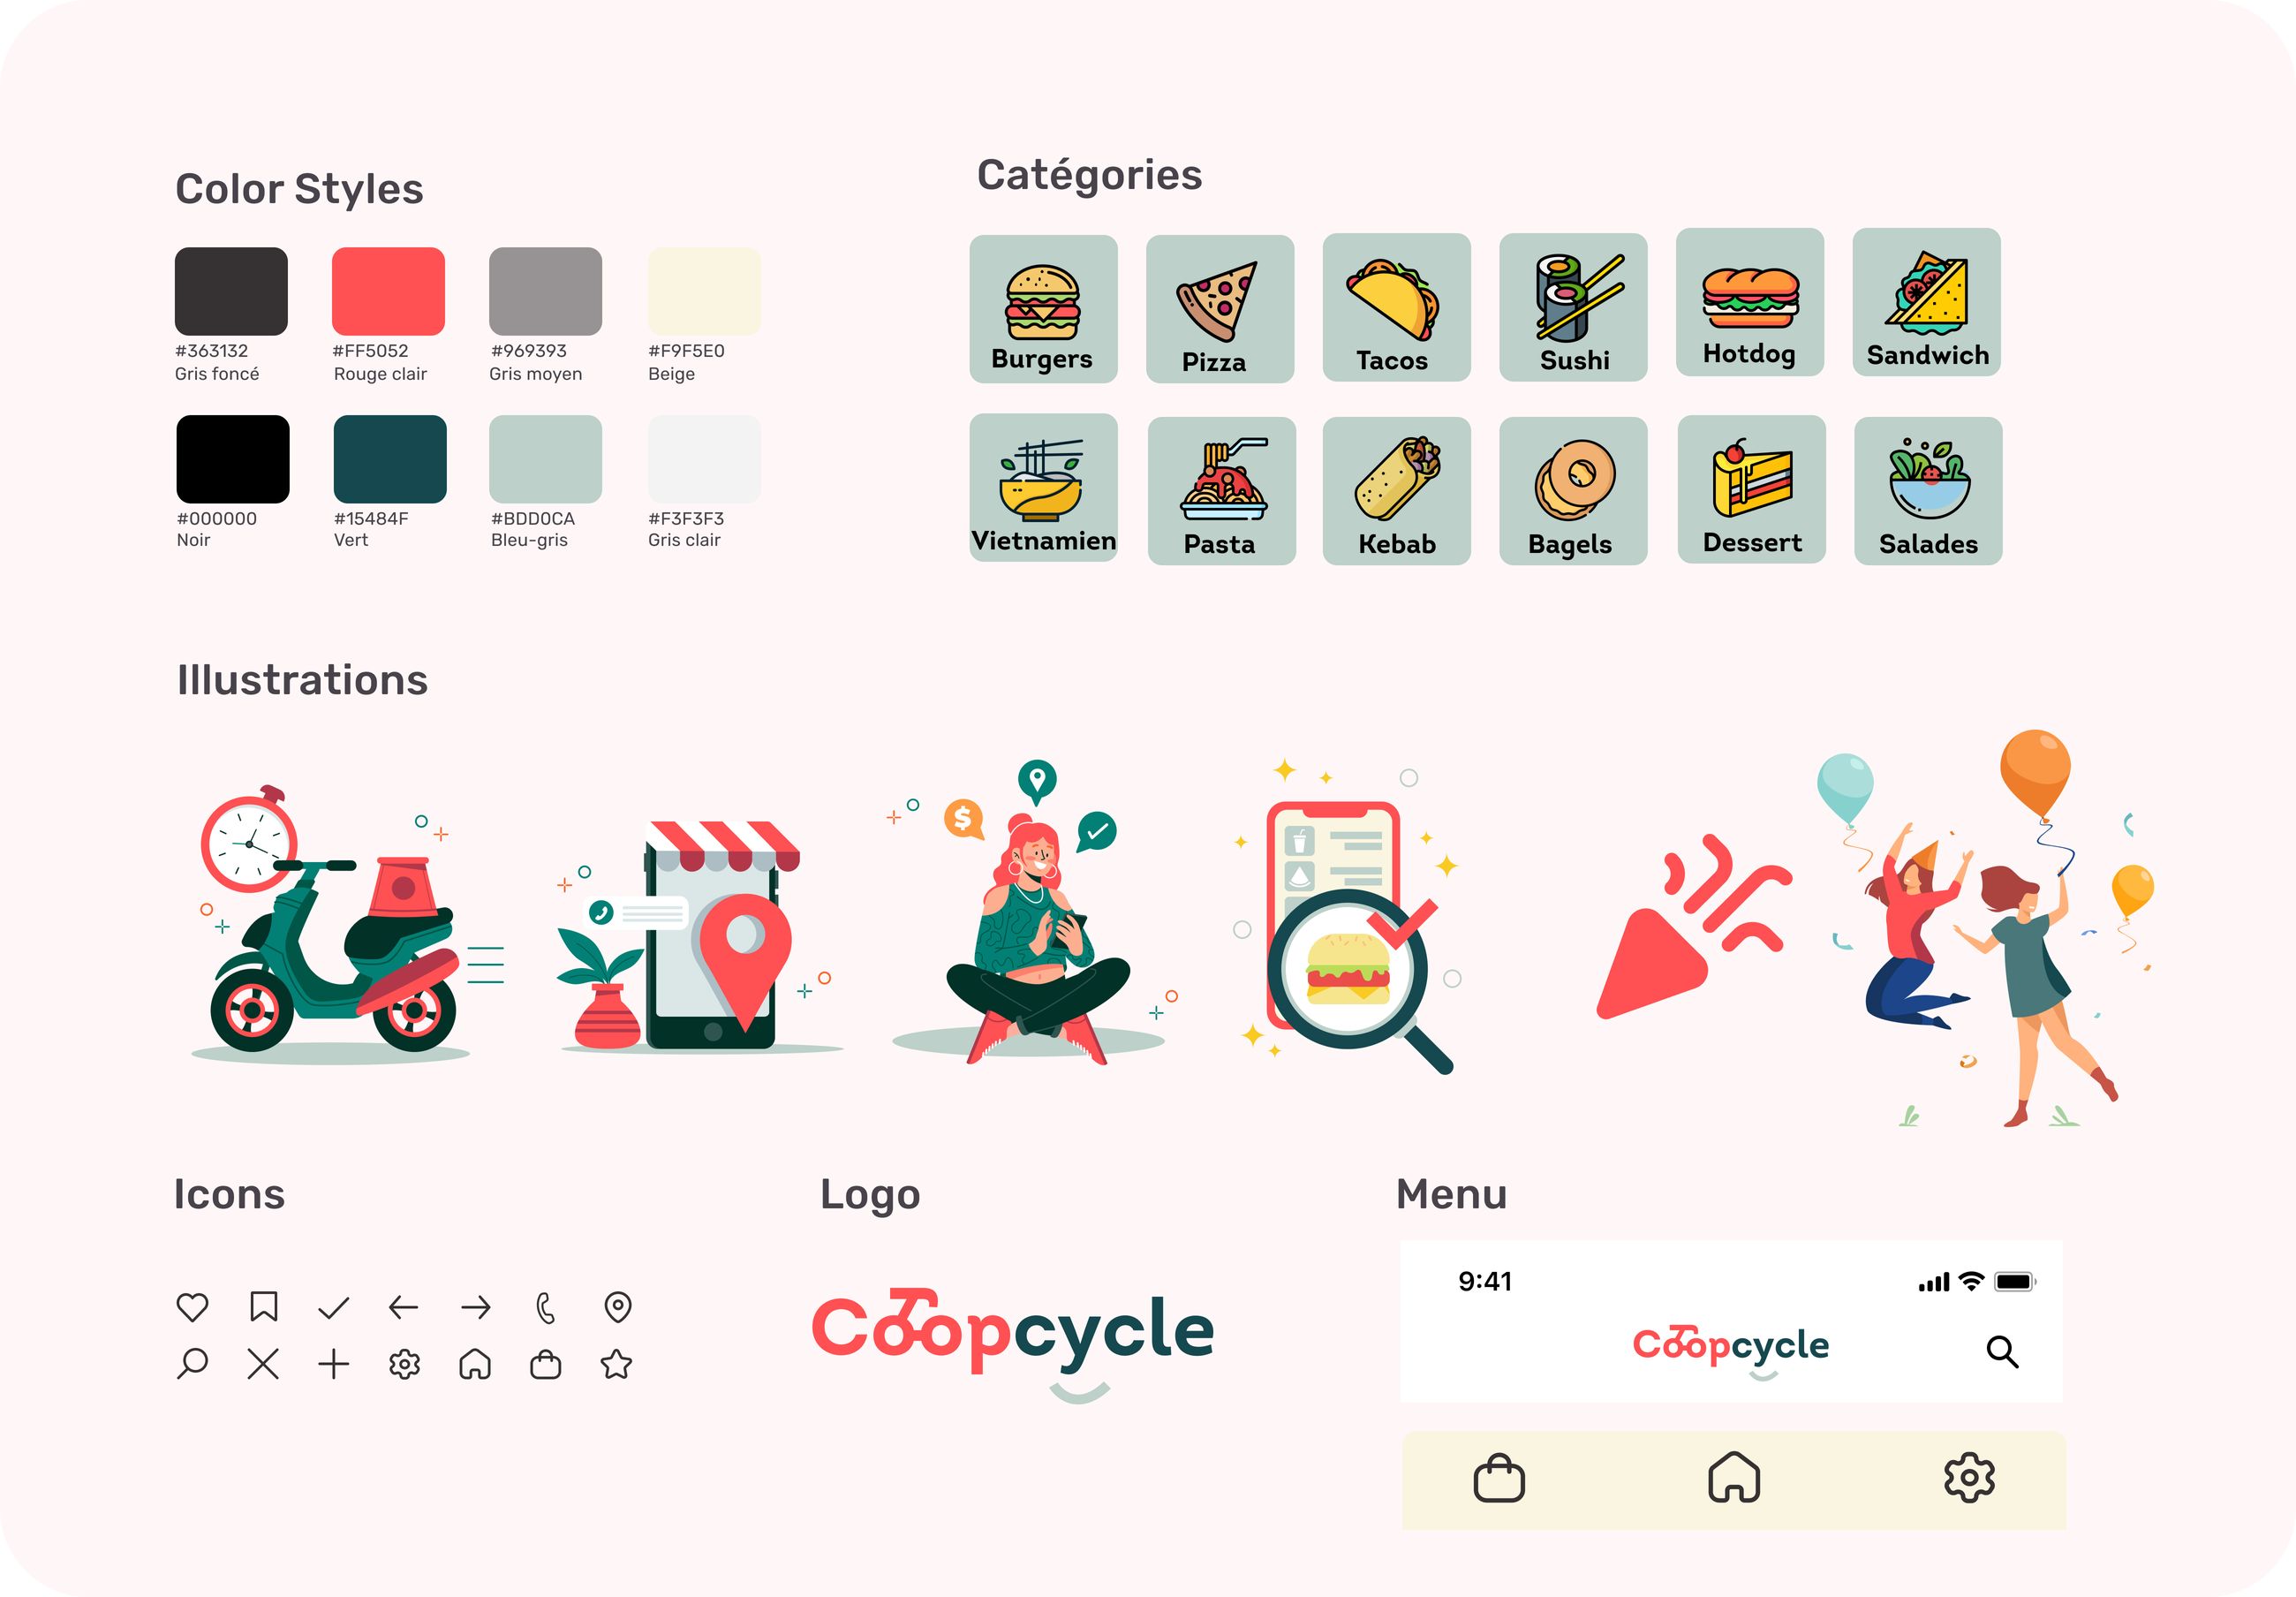 Color Styles
#363132
Gris foncé
#FF5052
Rouge clair
#969393
Gris moyen
#F9F5E0
Beige
#000000
Noir
#15484F
Vert
#BDD0CA
Bleu-gris
#F3F3F3
Gris clair
Catégories
Burgers
Pizza
Tacos
Sushi
Hotdog
Sandwich
Vietnamien
Pasta
Kebab
Bagels
Dessert
Salades
Illustrations
$
Icons
Logo
Coopcycle
Menu
9:41
Coopcycle